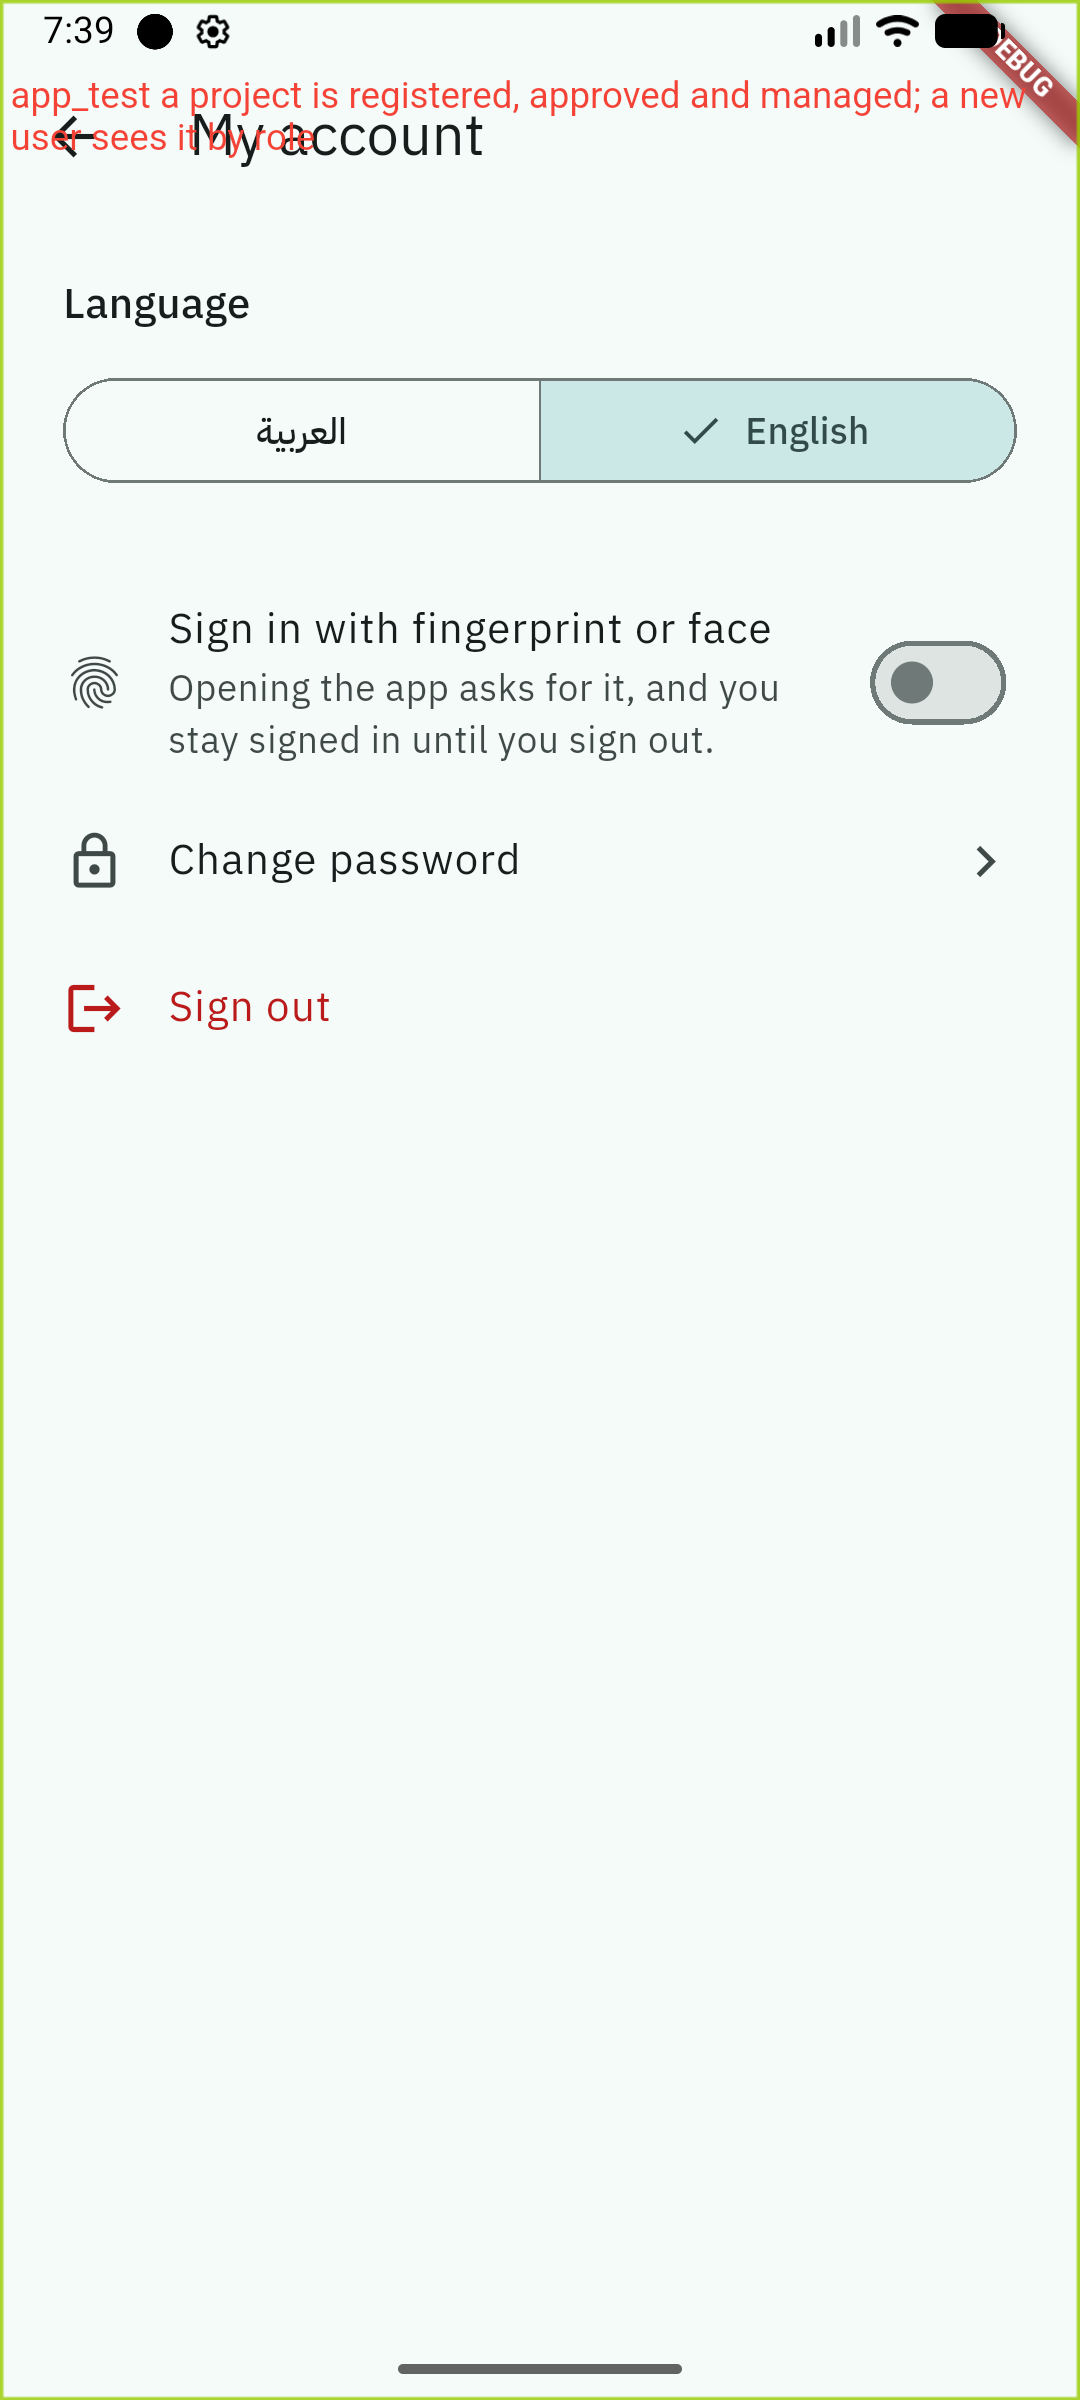 7:39
EBUG
app_test a project is registered, approved and managed; a new
user sees it by role
My account
Language
العربية
English
Sign in with fingerprint or face
Opening the app asks for it, and you
stay signed in until you sign out.
Change password
Sign out